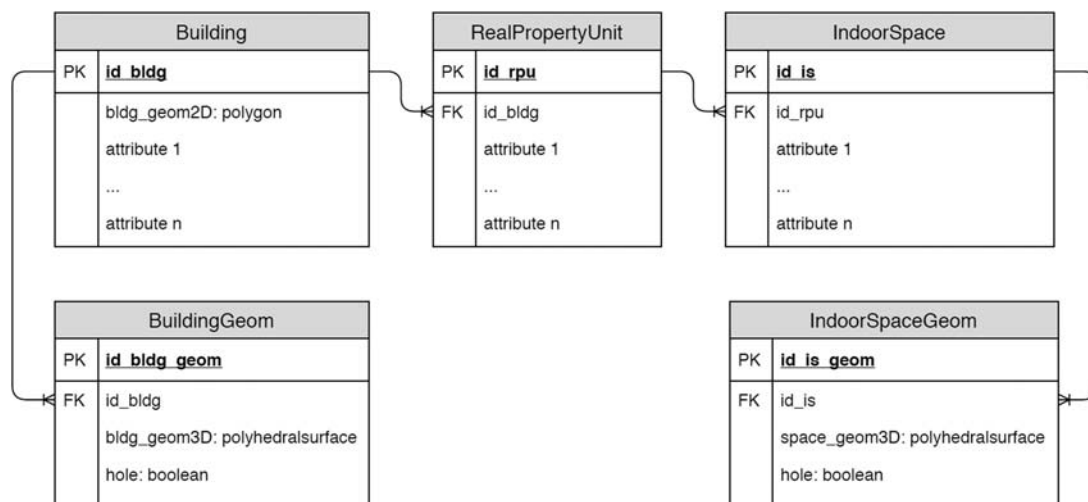 Building
PK id_bldg
bldg_geom2D: polygon
attribute 1
...
attribute n
RealPropertyUnit
PK id_rpu
FK id_bldg
attribute 1
...
attribute n
IndoorSpace
PK id_is
FK id_rpu
attribute 1
...
attribute n
BuildingGeom
PK id_bldg_geom
FK id_bldg
bldg_geom3D: polyhedralsurface
hole: boolean
IndoorSpaceGeom
PK id_is_geom
FK id_is
space_geom3D: polyhedralsurface
hole: boolean